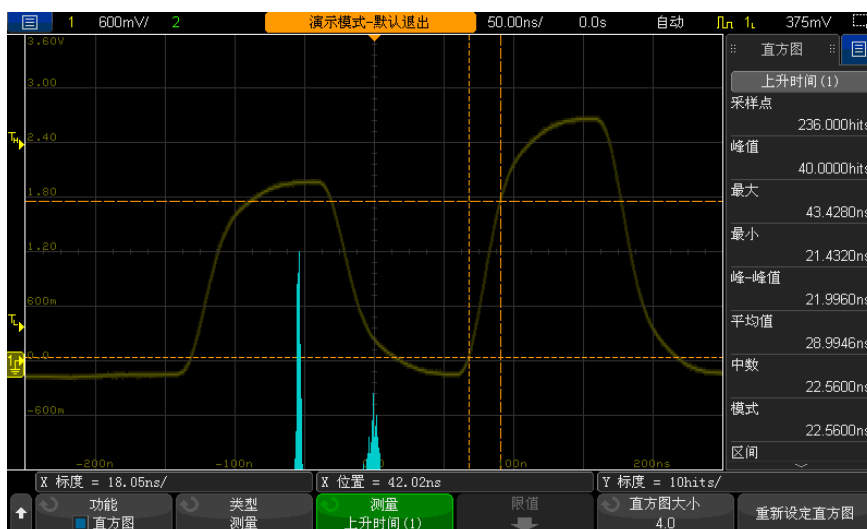 1 600mV/ 2 演示模式-默认退出 50.00ns/ 0.0s 自动 1L 375mV
3.60V
3.00
TH 2.40
1.80
1.20
600m
TL
0.0
-600m
-200n -100n 00n 200ns
直方图
上升时间(1)
采样点
236.000hits
峰值
40.0000hits
最大
43.4280ns
最小
21.4320ns
峰-峰值
21.9960ns
平均值
28.9946ns
中数
22.5600ns
模式
22.5600ns
区间
X 标度 = 18.05ns/ X 位置 = 42.02ns Y 标度 = 10hits/
功能 类型 测量 限值 直方图大小 重新设定直方图
直方图 测量 上升时间(1) 4.0